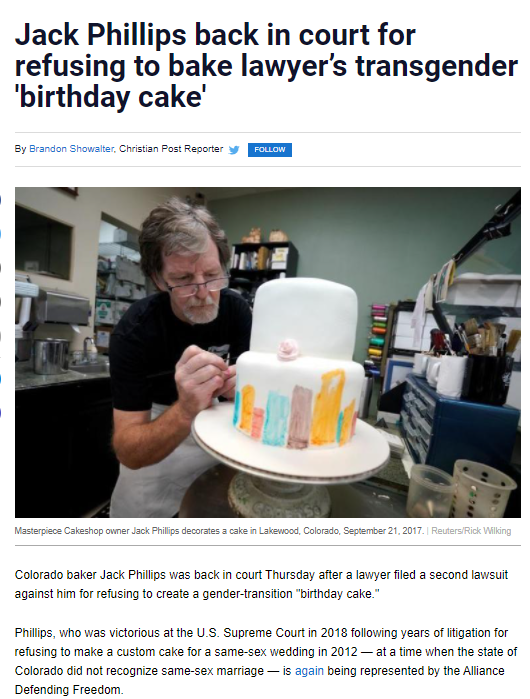 Jack Phillips back in court for
refusing to bake lawyer's transgender
'birthday cake'
By Brandon Showalter, Christian Post Reporter FOLLOW
Masterpiece Cakeshop owner Jack Phillips decorates a cake in Lakewood, Colorado, September 21, 2017. | Reuters/Rick Wilking
Colorado baker Jack Phillips was back in court Thursday after a lawyer filed a second lawsuit
against him for refusing to create a gender-transition "birthday cake."
Phillips, who was victorious at the U.S. Supreme Court in 2018 following years of litigation for
refusing to make a custom cake for a same-sex wedding in 2012 — at a time when the state of
Colorado did not recognize same-sex marriage — is again being represented by the Alliance
Defending Freedom.